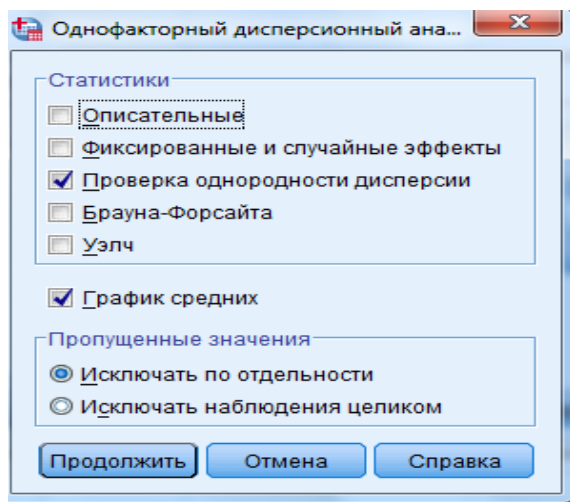 Однофакторный дисперсионный ана...
Статистики
Описательные
Фиксированные и случайные эффекты
Проверка однородности дисперсии
Брауна-Форсайта
Уэлч
График средних
Пропущенные значения
Исключать по отдельности
Исключать наблюдения целиком
Продолжить Отмена Справка